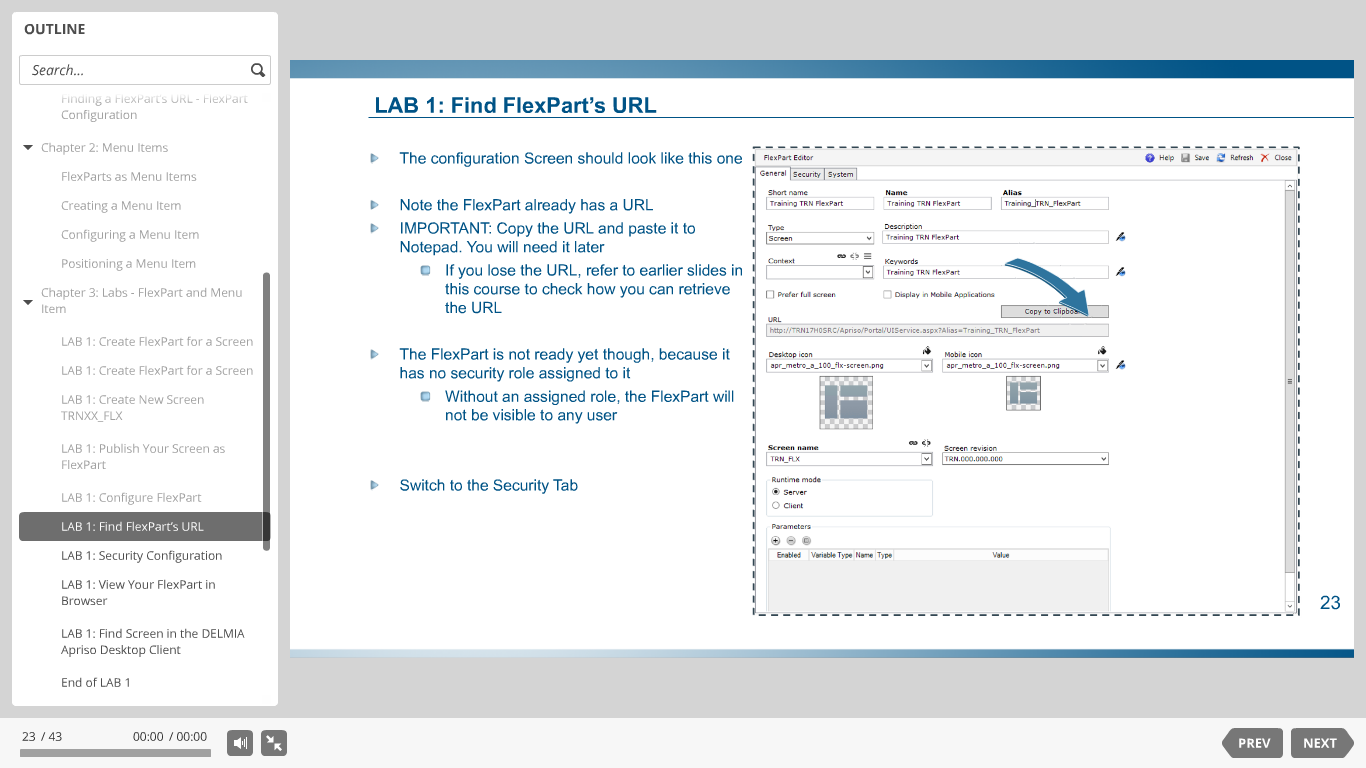 OUTLINE
Search...
Finding a FlexPart's URL - FlexPart
Configuration
Chapter 2: Menu Items
FlexParts as Menu Items
Creating a Menu Item
Configuring a Menu Item
Positioning a Menu Item
Chapter 3: Labs - FlexPart and Menu
Item
LAB 1: Create FlexPart for a Screen
LAB 1: Create FlexPart for a Screen
LAB 1: Create New Screen
TRNXX_FLX
LAB 1: Publish Your Screen as
FlexPart
LAB 1: Configure FlexPart
LAB 1: Find FlexPart's URL
LAB 1: Security Configuration
LAB 1: View Your FlexPart in
Browser
LAB 1: Find Screen in the DELMIA
Apriso Desktop Client
End of LAB 1
LAB 1: Find FlexPart’s URL
The configuration Screen should look like this one
Note the FlexPart already has a URL
IMPORTANT: Copy the URL and paste it to
Notepad. You will need it later
If you lose the URL, refer to earlier slides in
this course to check how you can retrieve
the URL
The FlexPart is not ready yet though, because it
has no security role assigned to it
Without an assigned role, the FlexPart will
not be visible to any user
Switch to the Security Tab
FlexPart Editor Help Save Refresh Close
General Security System
Short name Name Alias
Training TRN FlexPart Training TRN FlexPart Training_TRN_FlexPart
Type Description
Screen Training TRN FlexPart
Context Keywords
Training TRN FlexPart
Prefer full screen Display in Mobile Applications
Copy to
URL
http://TRN17H0SRC/Apriso/Portal/UIService.aspx?Alias=Training_TRN_FlexPart
Desktop icon Mobile icon
apr_metro_a_100_flx-screen.png apr_metro_a_100_flx-screen.png
Screen name Screen revision
TRN_FLX TRN.000.000.000
Runtime mode
Server
Client
Parameters
Enabled Variable Type Name Type Value
23
23 / 43 00:00 / 00:00 PREV NEXT